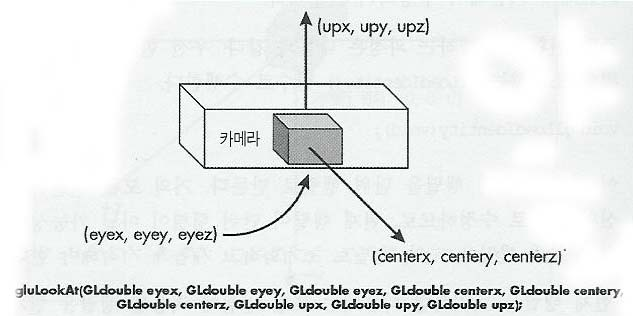 (upx, upy, upz)
카메라
(eyex, eyey, eyez)
(centerx, centery, centerz)
gluLookAt(GLdouble eyex, GLdouble eyey, GLdouble eyez, GLdouble centerx, GLdouble centery,
GLdouble centerz, GLdouble upx, GLdouble upy, GLdouble upz);